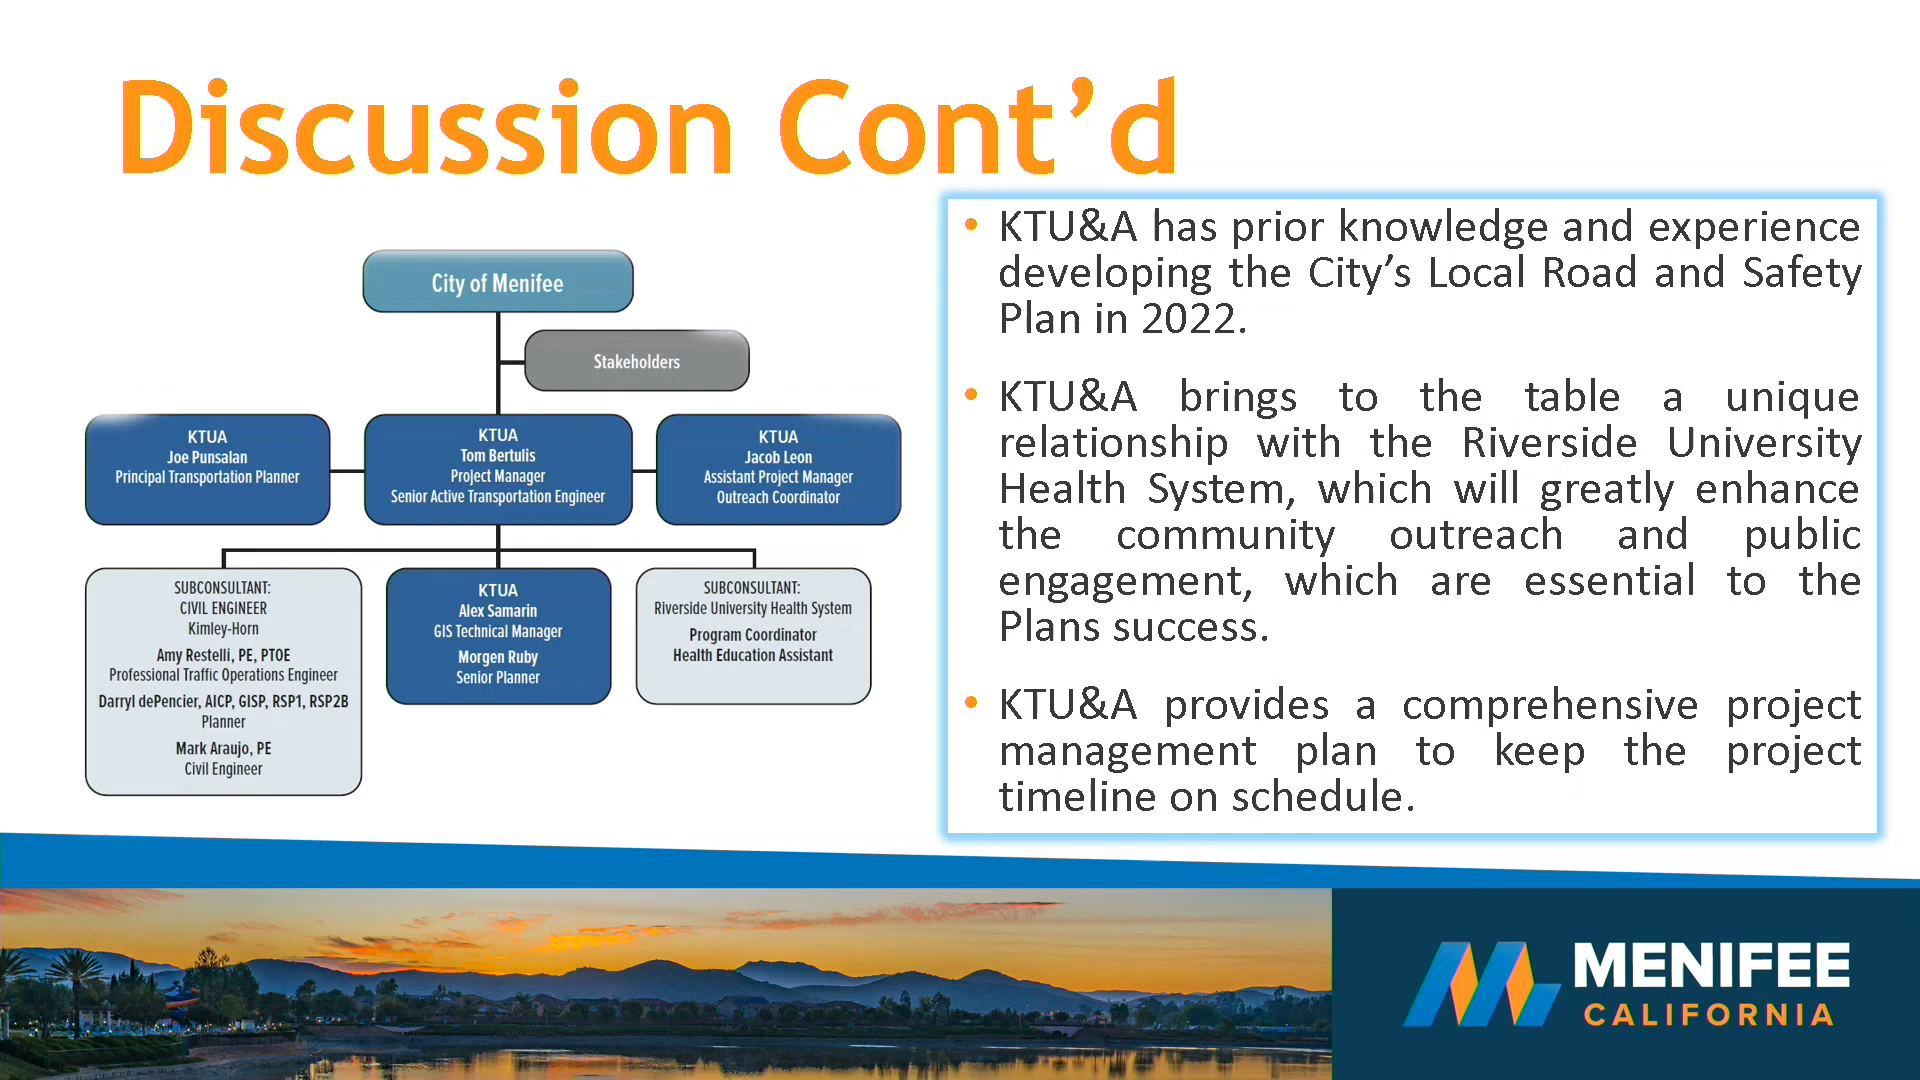 Discussion Cont’d
City of Menifee
Stakeholders
KTUA
Joe Punsalan
Principal Transportation Planner
KTUA
Tom Bertulis
Project Manager
Senior Active Transportation Engineer
KTUA
Jacob Leon
Assistant Project Manager
Outreach Coordinator
SUBCONSULTANT:
CIVIL ENGINEER
Kimley-Horn
Amy Restelli, PE, PTOE
Professional Traffic Operations Engineer
Darryl dePencier, AICP, GISP, RSP1, RSP2B
Planner
Mark Araujo, PE
Civil Engineer
KTUA
Alex Samarin
GIS Technical Manager
Morgen Ruby
Senior Planner
SUBCONSULTANT:
Riverside University Health System
Program Coordinator
Health Education Assistant
• KTU&A has prior knowledge and experience
developing the City’s Local Road and Safety
Plan in 2022.
• KTU&A brings to the table a unique
relationship with the Riverside University
Health System, which will greatly enhance
the community outreach and public
engagement, which are essential to the
Plans success.
• KTU&A provides a comprehensive project
management plan to keep the project
timeline on schedule.
MENIFEE
CALIFORNIA